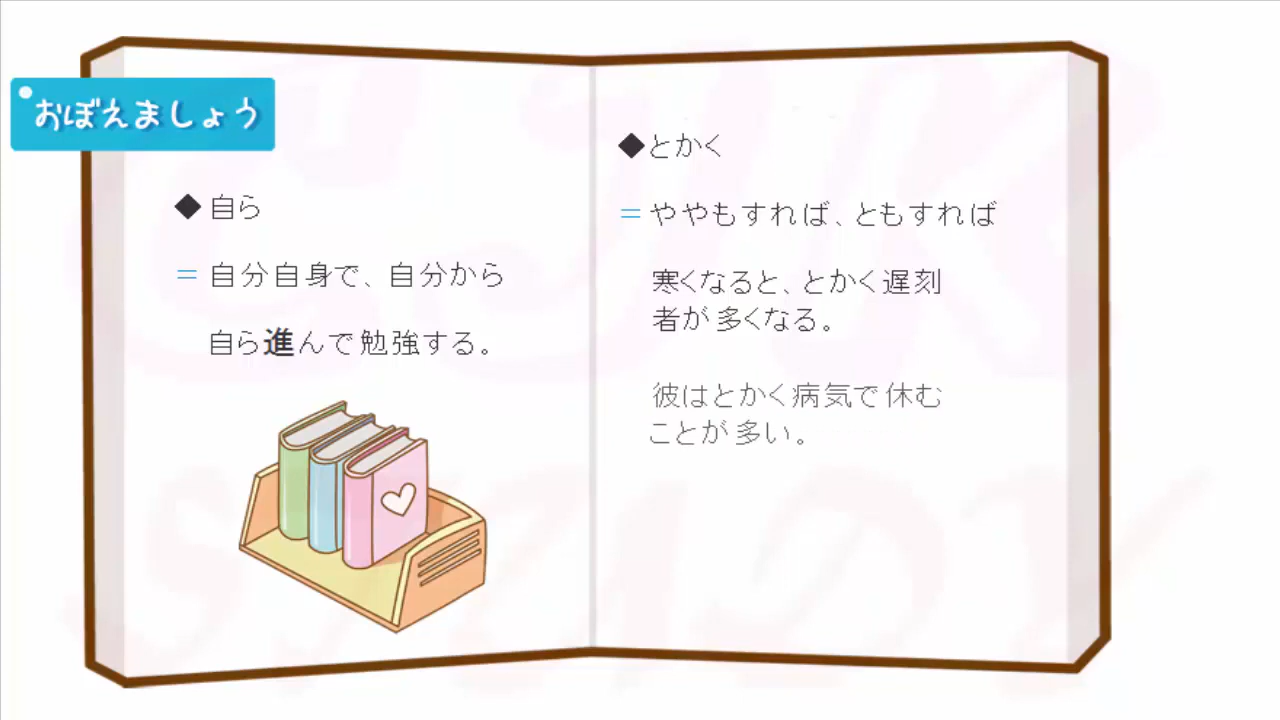 おぼえましょう
◆自ら
＝自分自身で、自分から
自ら進んで勉強する。
◆とかく
＝ややもすれば、ともすれば
寒くなると、とかく遅刻
者が多くなる。
彼はとかく病気で休む
ことが多い。